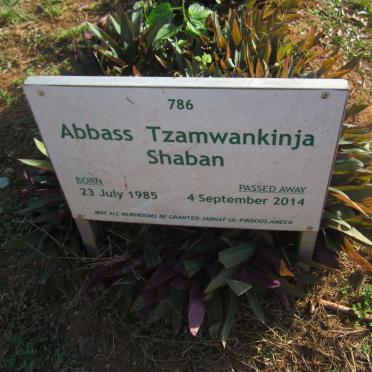 786
Abbass Tzamwankinja
Shaban
BORN PASSED AWAY
23 July 1985 4 September 2014
MAY ALL MURHOOMS BE GRANTED JANNAT-UL-FIRDOUS.AMEEN